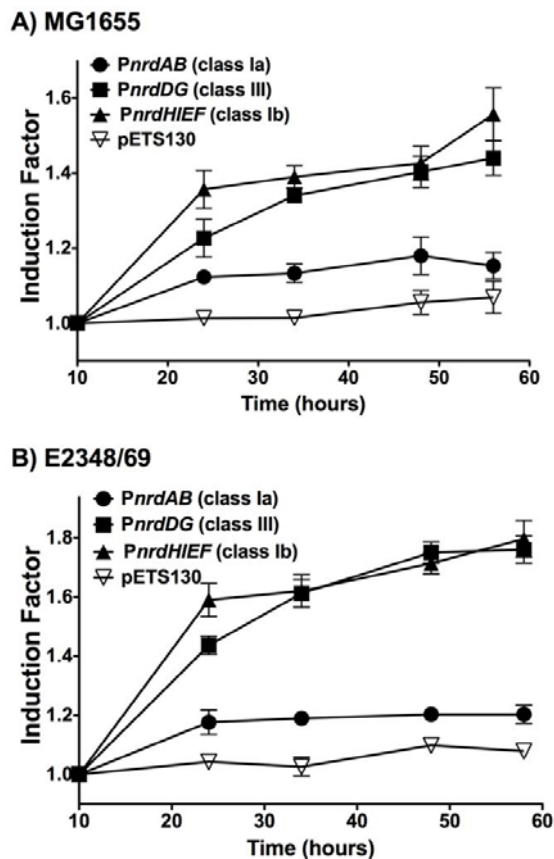 A) MG1655
PnrdAB (class Ia)
PnrdDG (class III)
PnrdHIEF (class Ib)
pETS130
Induction Factor
1.6
1.4
1.2
1.0
10 20 30 40 50 60
Time (hours)
B) E2348/69
PnrdAB (class Ia)
PnrdDG (class III)
PnrdHIEF (class Ib)
pETS130
Induction Factor
1.8
1.6
1.4
1.2
1.0
10 20 30 40 50 60
Time (hours)